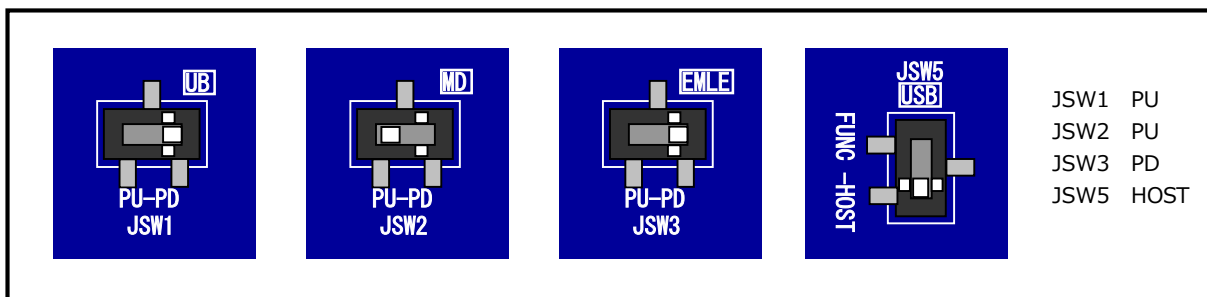 UB
PU-PD
JSW1
MD
PU-PD
JSW2
EMLE
PU-PD
JSW3
JSW5
USB
FUNC -HOST
JSW1 PU
JSW2 PU
JSW3 PD
JSW5 HOST